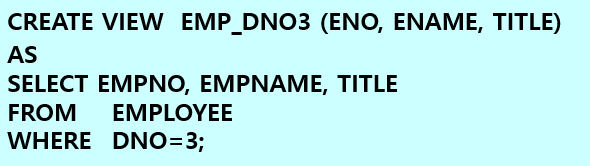 CREATE VIEW EMP_DNO3 (ENO, ENAME, TITLE)
AS
SELECT EMPNO, EMPNAME, TITLE
FROM EMPLOYEE
WHERE DNO=3;